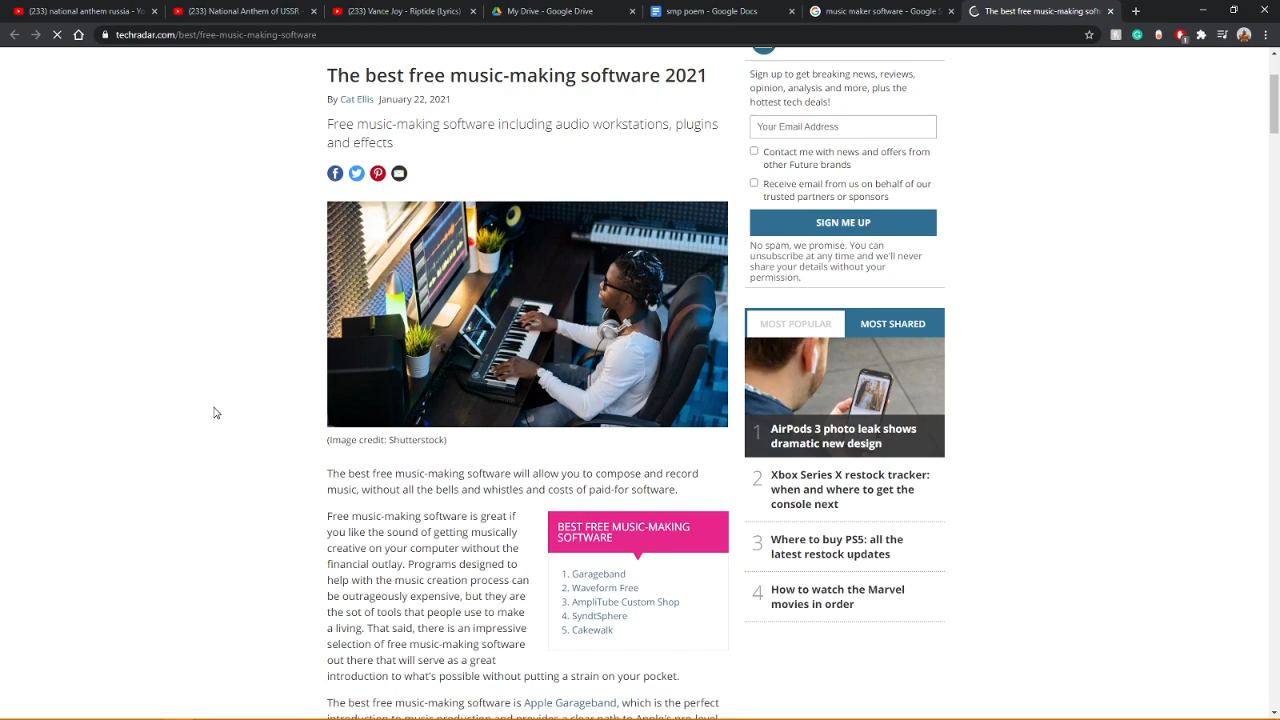 (233) national anthem russia - Yo
(233) National Anthem of USSR -
(233) Vance Joy - Riptide (Lyrics)
My Drive - Google Drive
smp poem - Google Docs
music maker software - Google S
The best free music-making soft
techradar.com/best/free-music-making-software
The best free music-making software 2021
By Cat Ellis January 22, 2021
Free music-making software including audio workstations, plugins
and effects
(Image credit: Shutterstock)
The best free music-making software will allow you to compose and record
music, without all the bells and whistles and costs of paid-for software.
Free music-making software is great if
you like the sound of getting musically
creative on your computer without the
financial outlay. Programs designed to
help with the music creation process can
be outrageously expensive, but they are
the sot of tools that people use to make
a living. That said, there is an impressive
selection of free music-making software
out there that will serve as a great
introduction to what's possible without putting a strain on your pocket.
BEST FREE MUSIC-MAKING
SOFTWARE
1. Garageband
2. Waveform Free
3. AmpliTube Custom Shop
4. SyndtSphere
5. Cakewalk
The best free music-making software is Apple Garageband, which is the perfect
introduction to music production and provides a clear path to Apple's pro-level
Sign up to get breaking news, reviews,
opinion, analysis and more, plus the
hottest tech deals!
Your Email Address
Contact me with news and offers from
other Future brands
Receive email from us on behalf of our
trusted partners or sponsors
SIGN ME UP
No spam, we promise. You can
unsubscribe at any time and we'll never
share your details without your
permission.
MOST POPULAR
MOST SHARED
1 AirPods 3 photo leak shows
dramatic new design
2 Xbox Series X restock tracker:
when and where to get the
console next
3 Where to buy PS5: all the
latest restock updates
4 How to watch the Marvel
movies in order